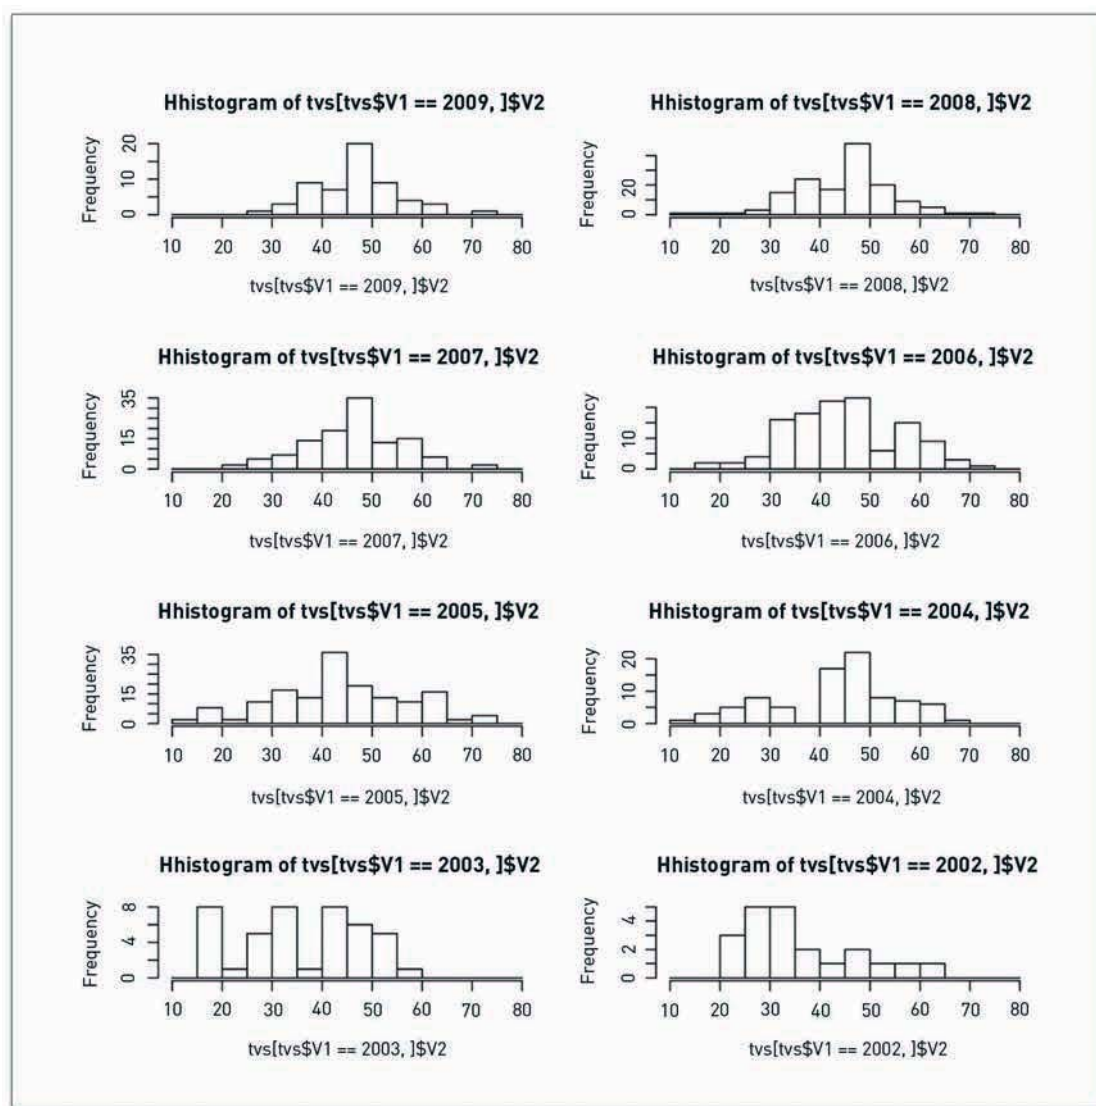 Hhistogram of tvs[tvs$V1 == 2009, ]$V2
Frequency
0 10 20
10 20 30 40 50 60 70 80
tvs[tvs$V1 == 2009, ]$V2
Hhistogram of tvs[tvs$V1 == 2008, ]$V2
Frequency
0 20
10 20 30 40 50 60 70 80
tvs[tvs$V1 == 2008, ]$V2
Hhistogram of tvs[tvs$V1 == 2007, ]$V2
Frequency
0 15 35
10 20 30 40 50 60 70 80
tvs[tvs$V1 == 2007, ]$V2
Hhistogram of tvs[tvs$V1 == 2006, ]$V2
Frequency
0 10
10 20 30 40 50 60 70 80
tvs[tvs$V1 == 2006, ]$V2
Hhistogram of tvs[tvs$V1 == 2005, ]$V2
Frequency
0 15 35
10 20 30 40 50 60 70 80
tvs[tvs$V1 == 2005, ]$V2
Hhistogram of tvs[tvs$V1 == 2004, ]$V2
Frequency
0 10 20
10 20 30 40 50 60 70 80
tvs[tvs$V1 == 2004, ]$V2
Hhistogram of tvs[tvs$V1 == 2003, ]$V2
Frequency
0 4 8
10 20 30 40 50 60 70 80
tvs[tvs$V1 == 2003, ]$V2
Hhistogram of tvs[tvs$V1 == 2002, ]$V2
Frequency
0 2 4
10 20 30 40 50 60 70 80
tvs[tvs$V1 == 2002, ]$V2